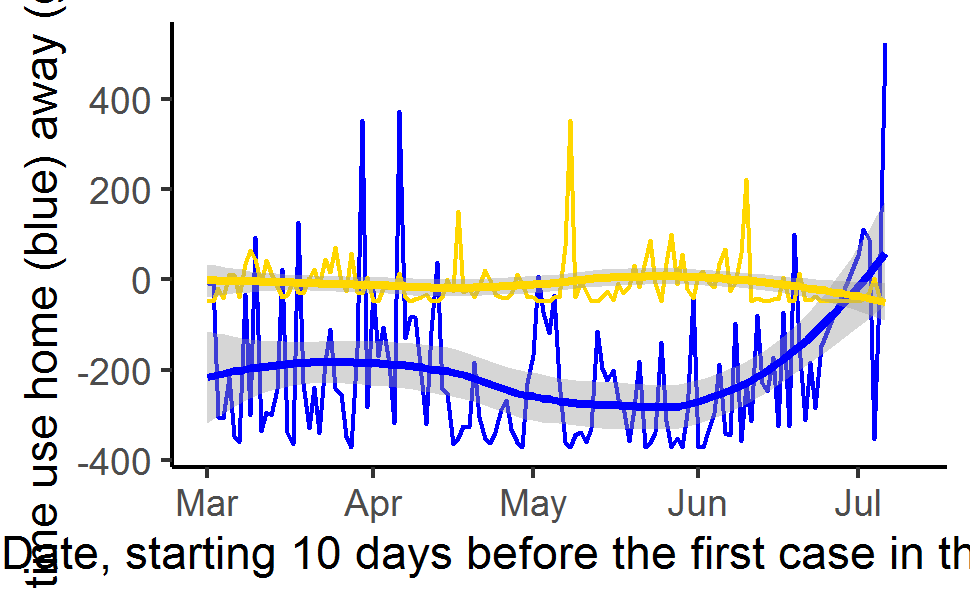 time use home (blue) away (
400
200
0
-200
-400
Mar Apr May Jun Jul
Date, starting 10 days before the first case in th